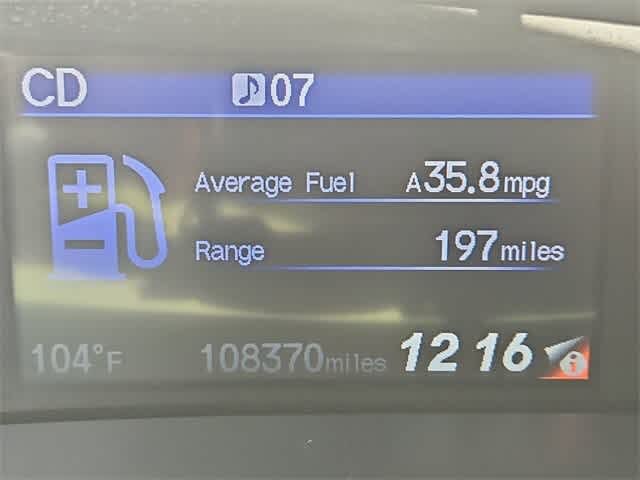 CD 07
Average Fuel A35.8mpg
Range 197miles
104°F 108370miles 12 16 i